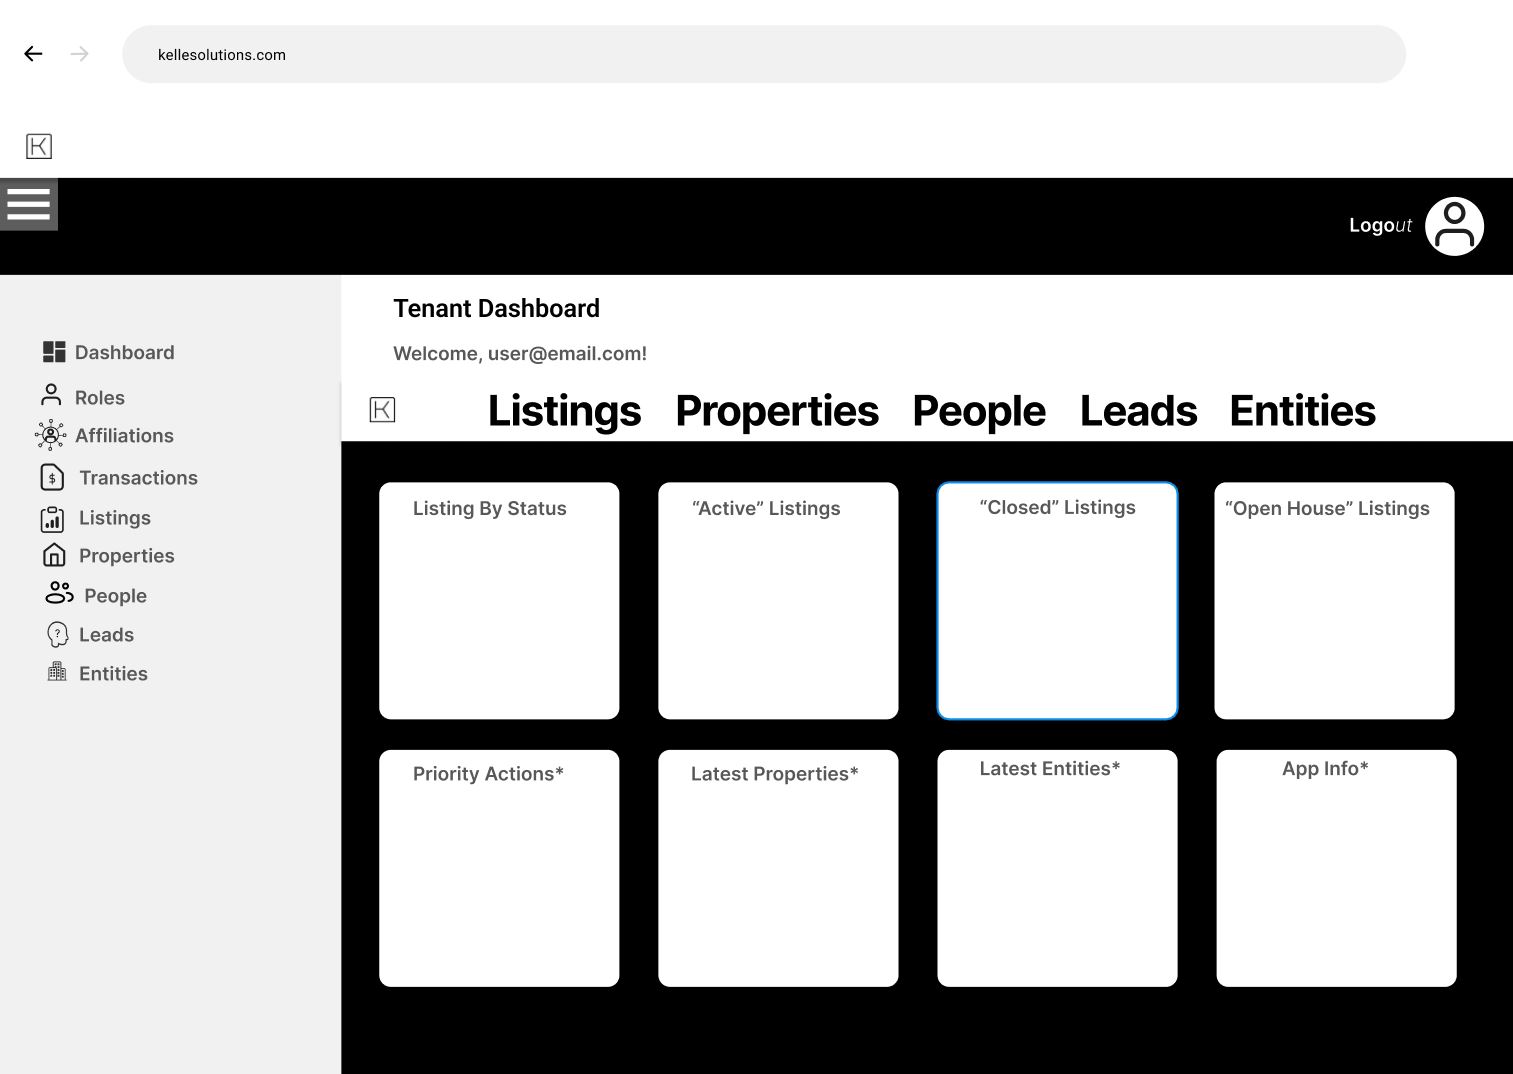 kellesolutions.com
K
Logout
Tenant Dashboard
Welcome, user@email.com!
K
Listings Properties People Leads Entities
Dashboard
Roles
Affiliations
$ Transactions
Listings
Properties
People
? Leads
Entities
Listing By Status
“Active” Listings
“Closed” Listings
“Open House” Listings
Priority Actions*
Latest Properties*
Latest Entities*
App Info*